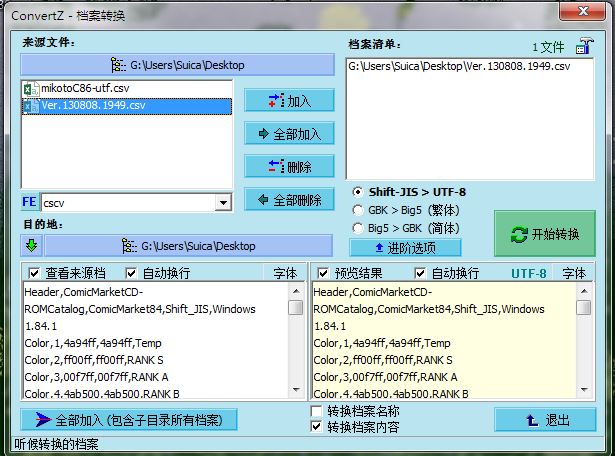 ConvertZ - 档案转换
来源文件:
G:\Users\Suica\Desktop
mikotoC86-utf.csv
Ver.130808.1949.csv
FE
cscv
目的地:
G:\Users\Suica\Desktop
加入
全部加入
删除
全部删除
档案清单:
1文件
G:\Users\Suica\Desktop\Ver.130808.1949.csv
Shift-JIS > UTF-8
GBK > Big5 (繁体)
Big5 > GBK (简体)
进阶选项
开始转换
查看来源档
自动换行
字体
Header,ComicMarketCD-
ROMCatalog,ComicMarket84,Shift_JIS,Windows
1.84.1
Color,1,4a94ff,4a94ff,Temp
Color,2,ff00ff,ff00ff,RANK S
Color,3,00f7ff,00f7ff,RANK A
Color,4,4ab500,4ab500,RANK B
预览结果
自动换行
UTF-8
字体
Header,ComicMarketCD-
ROMCatalog,ComicMarket84,Shift_JIS,Windows
1.84.1
Color,1,4a94ff,4a94ff,Temp
Color,2,ff00ff,ff00ff,RANK S
Color,3,00f7ff,00f7ff,RANK A
Color,4,4ab500,4ab500,RANK B
全部加入 (包含子目录所有档案)
转换档案名称
转换档案内容
退出
听候转换的档案